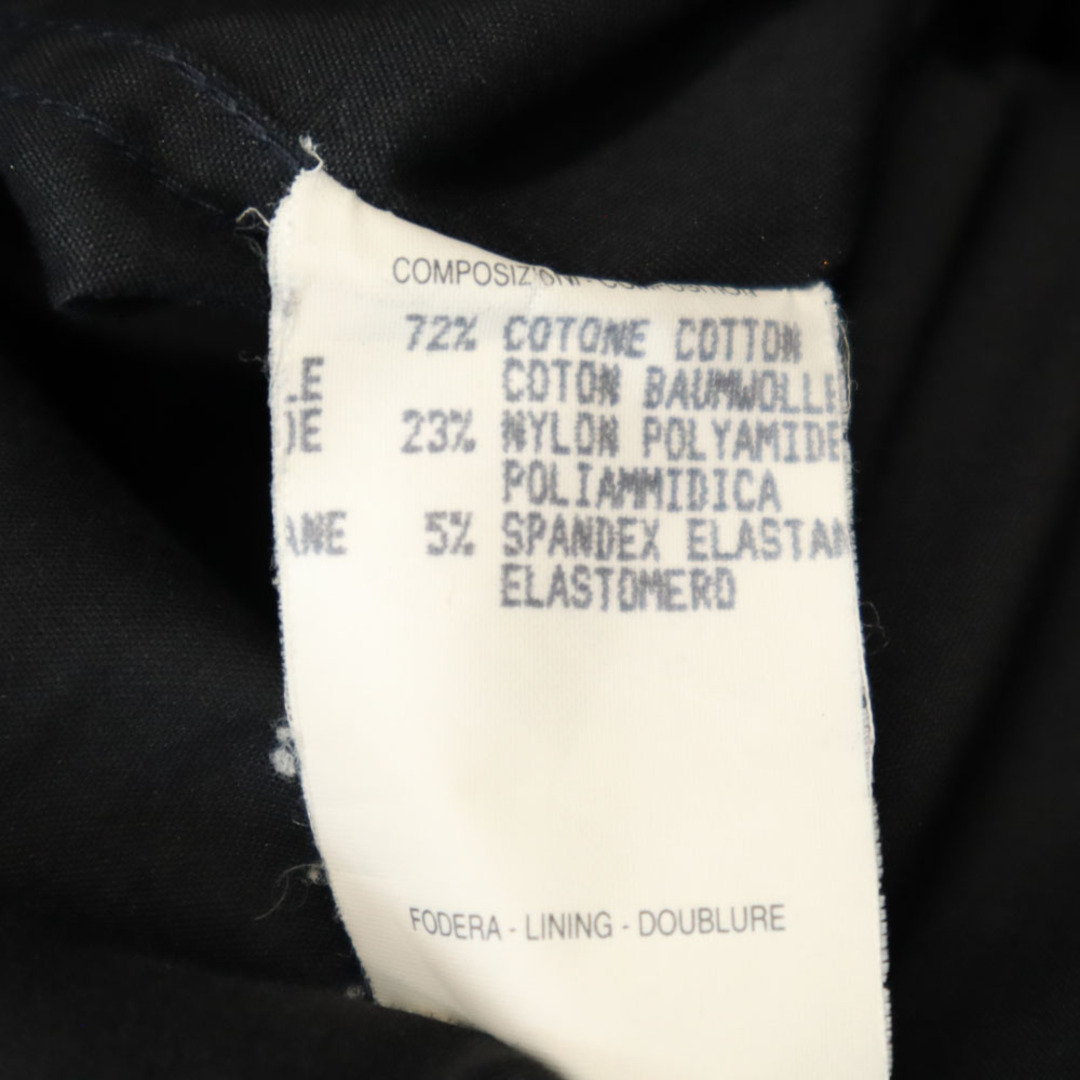 COMPOSIZIONI - COMPOSITION
72% COTONE COTTON
LE COTON BAUMWOLLE
DE 23% NYLON POLYAMIDE
POLIAMMIDICA
ANE 5% SPANDEX ELASTAN
ELASTOMERO
FODERA - LINING - DOUBLURE